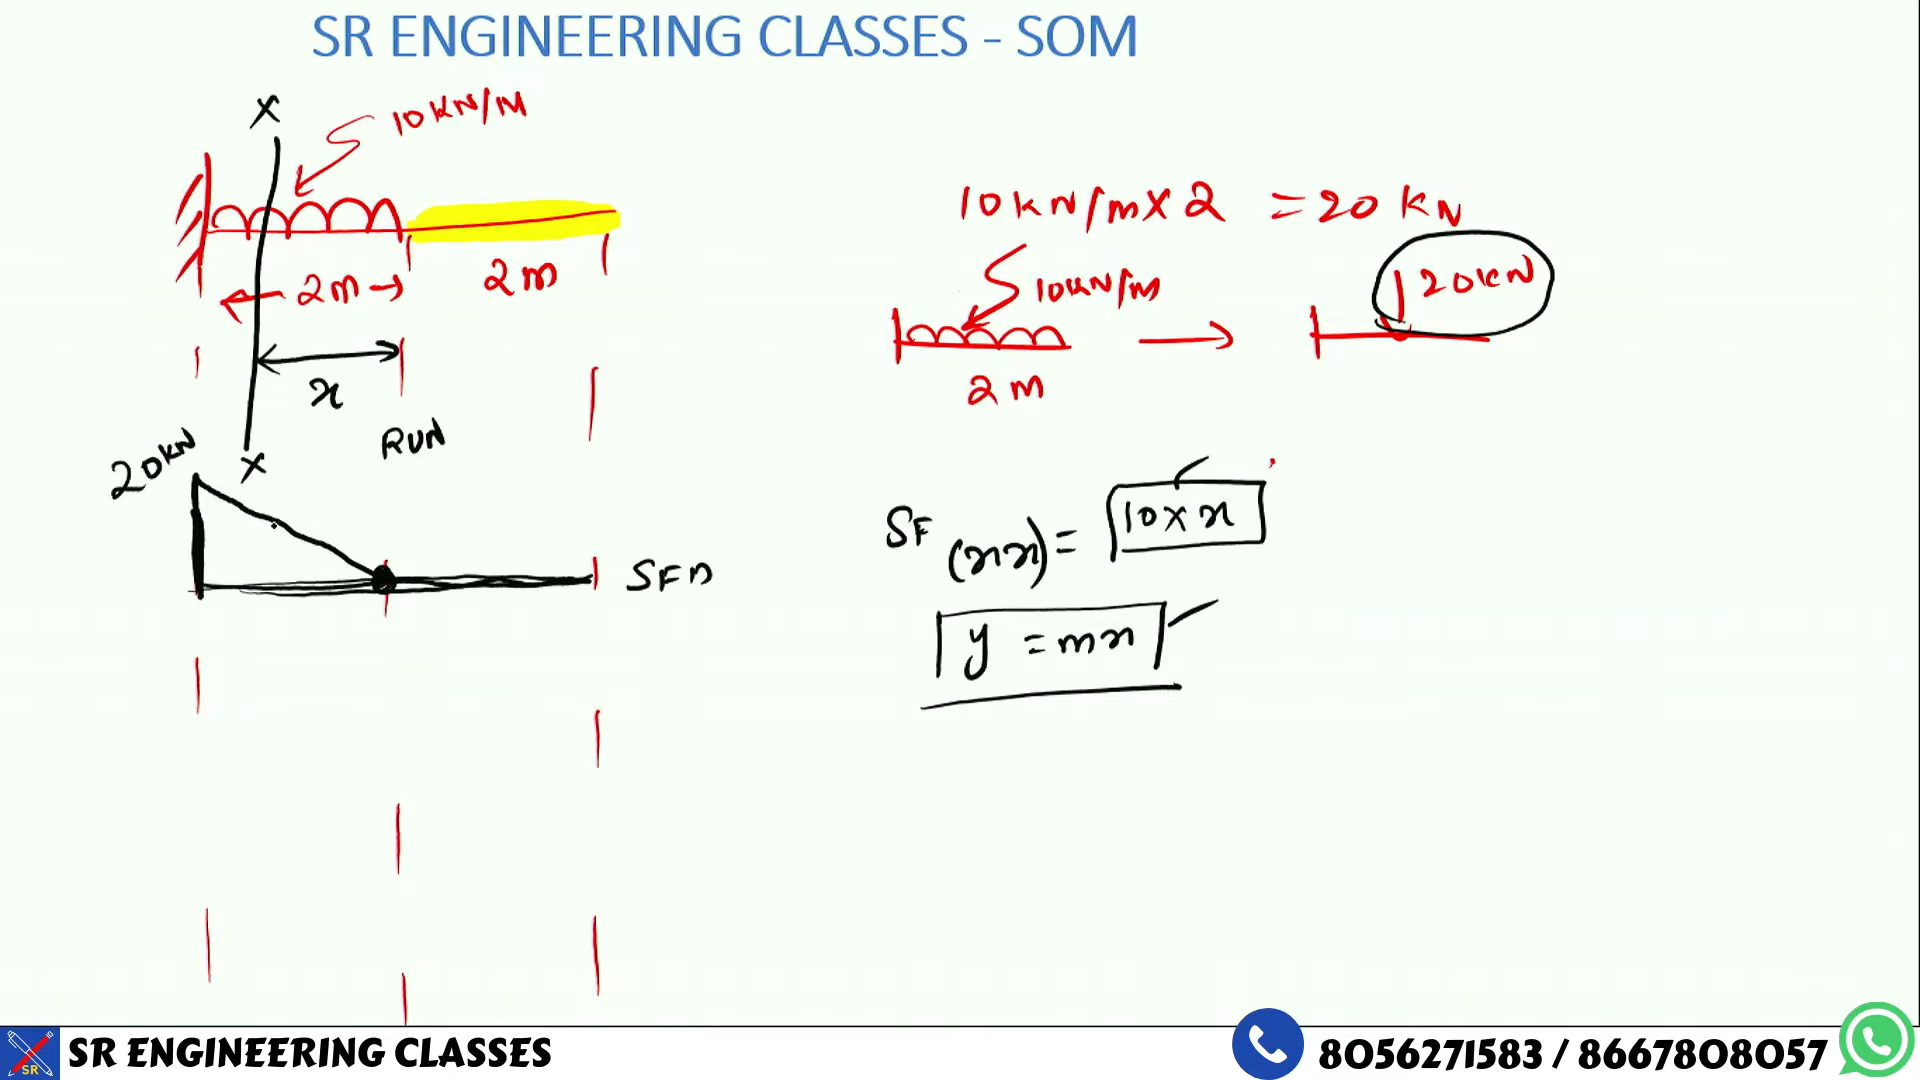 SR ENGINEERING CLASSES - SOM
X
10KN/M
2m
2m
x
X
RUN
20KN
SFD
10KN/m x 2 = 20 KN
10KN/M
2 M
20KN
SF (xx) = 10 x x
y = mx
SR
SR ENGINEERING CLASSES
8056271583 / 8667808057